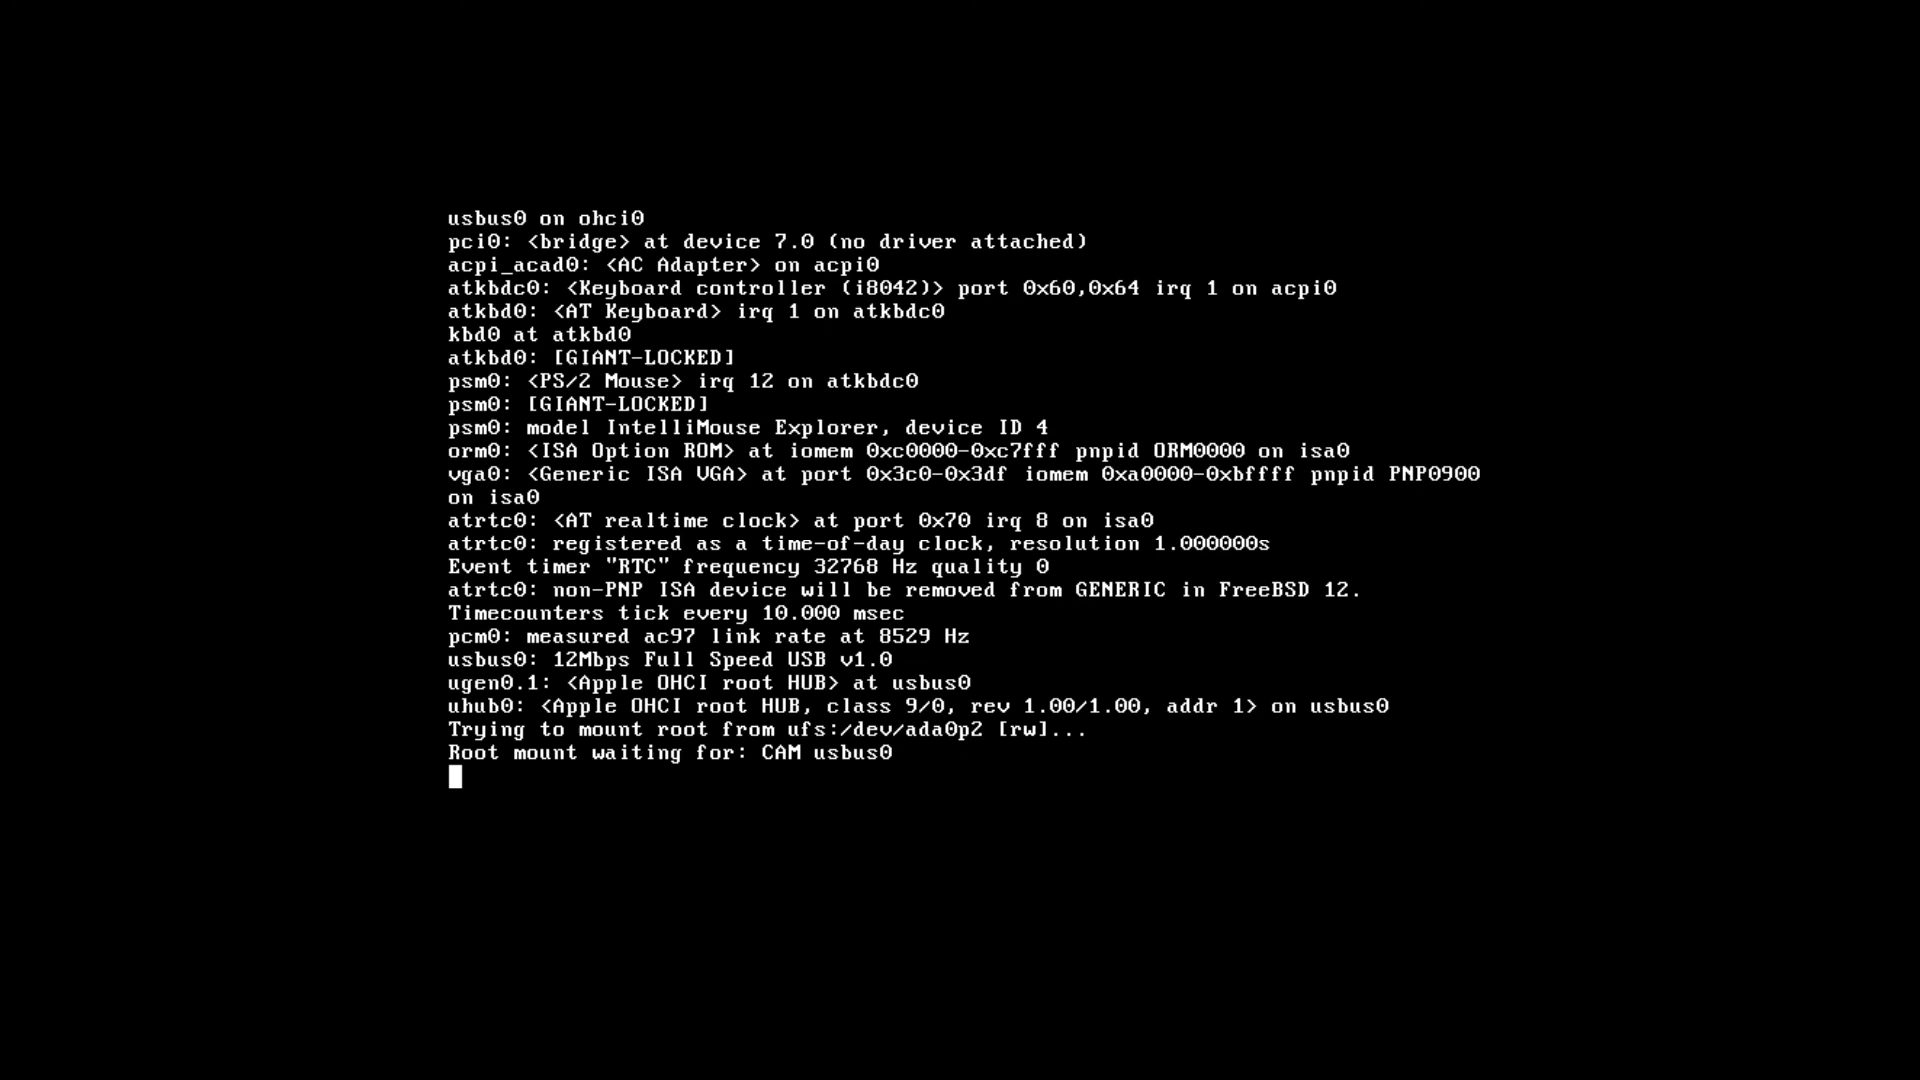 usbus0 on ohci0
pci0: <bridge> at device 7.0 (no driver attached)
acpi_acad0: <AC Adapter> on acpi0
atkbdc0: <Keyboard controller (i8042)> port 0x60,0x64 irq 1 on acpi0
atkbd0: <AT Keyboard> irq 1 on atkbdc0
kbd0 at atkbd0
atkbd0: [GIANT-LOCKED]
psm0: <PS/2 Mouse> irq 12 on atkbdc0
psm0: [GIANT-LOCKED]
psm0: model IntelliMouse Explorer, device ID 4
orm0: <ISA Option ROM> at iomem 0xc0000-0xc7fff pnpid ORM0000 on isa0
vga0: <Generic ISA VGA> at port 0x3c0-0x3df iomem 0xa0000-0xbffff pnpid PNP0900
on isa0
atrtc0: <AT realtime clock> at port 0x70 irq 8 on isa0
atrtc0: registered as a time-of-day clock, resolution 1.000000s
Event timer "RTC" frequency 32768 Hz quality 0
atrtc0: non-PNP ISA device will be removed from GENERIC in FreeBSD 12.
Timecounters tick every 10.000 msec
pcm0: measured ac97 link rate at 8529 Hz
usbus0: 12Mbps Full Speed USB v1.0
ugen0.1: <Apple OHCI root HUB> at usbus0
uhub0: <Apple OHCI root HUB, class 9/0, rev 1.00/1.00, addr 1> on usbus0
Trying to mount root from ufs:/dev/ada0p2 [rw]...
Root mount waiting for: CAM usbus0